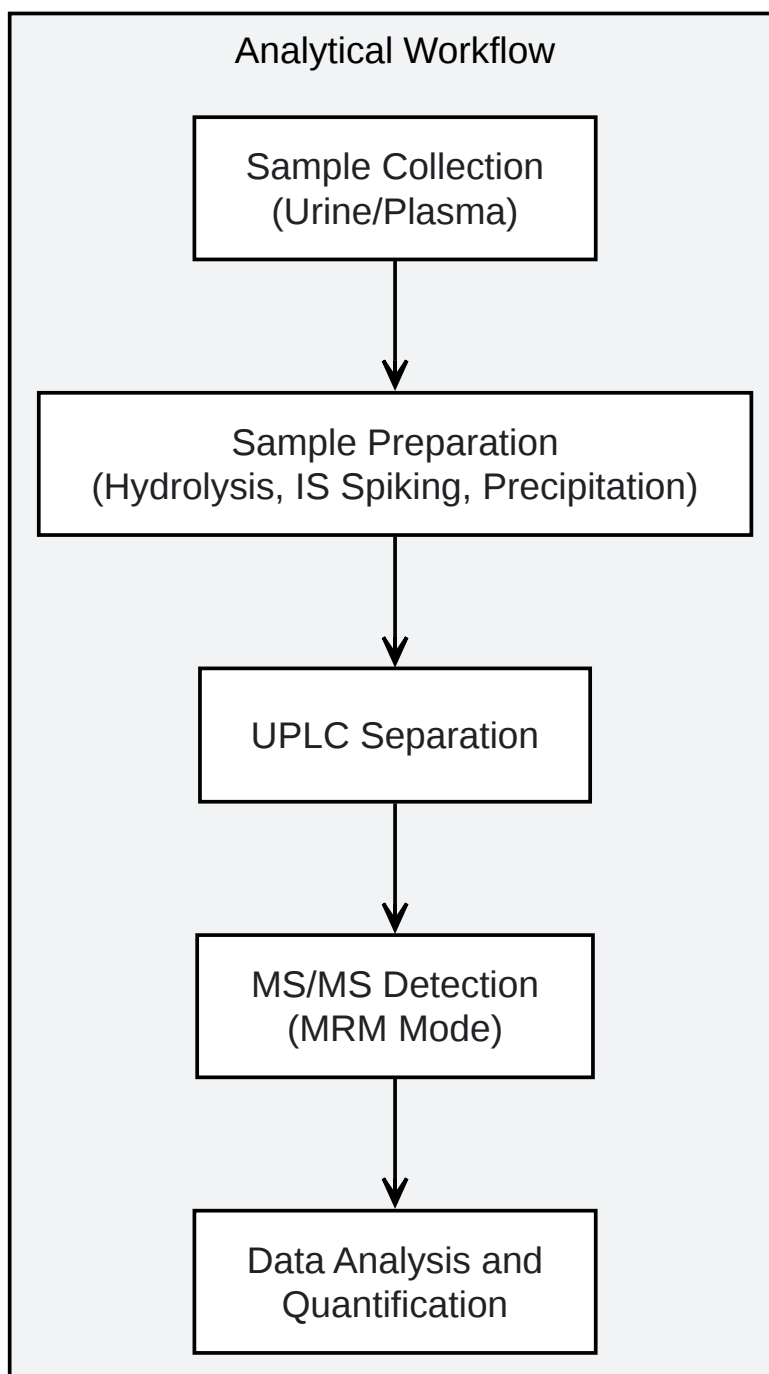 Analytical Workflow
Sample Collection
(Urine/Plasma)
Sample Preparation
(Hydrolysis, IS Spiking, Precipitation)
UPLC Separation
MS/MS Detection
(MRM Mode)
Data Analysis and
Quantification